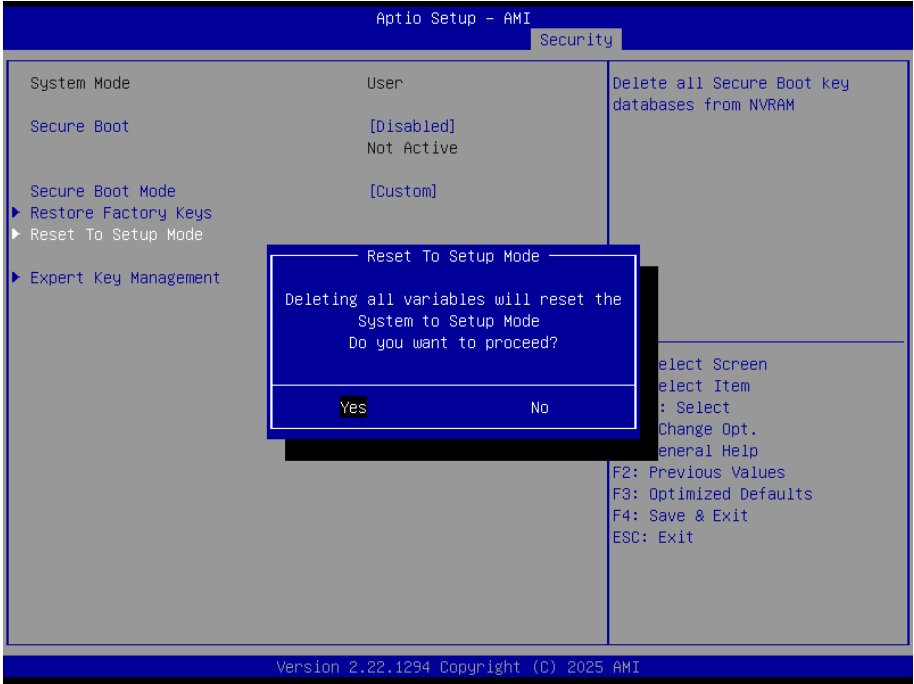 Aptio Setup – AMI
Security
System Mode User
Secure Boot [Disabled]
Not Active
Secure Boot Mode [Custom]
Restore Factory Keys
Reset To Setup Mode
Expert Key Management
Delete all Secure Boot key
databases from NVRAM
Reset To Setup Mode
Deleting all variables will reset the
System to Setup Mode
Do you want to proceed?
Yes No
elect Screen
elect Item
: Select
Change Opt.
eneral Help
F2: Previous Values
F3: Optimized Defaults
F4: Save & Exit
ESC: Exit
Version 2.22.1294 Copyright (C) 2025 AMI